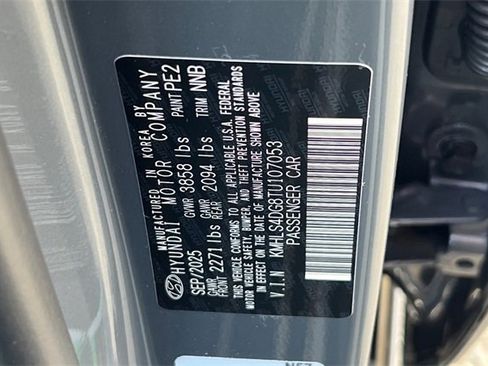 MANUFACTURED IN KOREA BY
HYUNDAI MOTOR COMPANY
SEP/2025 GVWR 3858 lbs PAINT PE2
GAWR FRONT 2271 lbs GAWR REAR 2094 lbs TRIM NNB
THIS VEHICLE CONFORMS TO ALL APPLICABLE U.S.A. FEDERAL
MOTOR VEHICLE SAFETY, BUMPER, AND THEFT PREVENTION STANDARDS
IN EFFECT ON THE DATE OF MANUFACTURE SHOWN ABOVE
V.I.N KMHLS4DG8TU107053
PASSENGER CAR